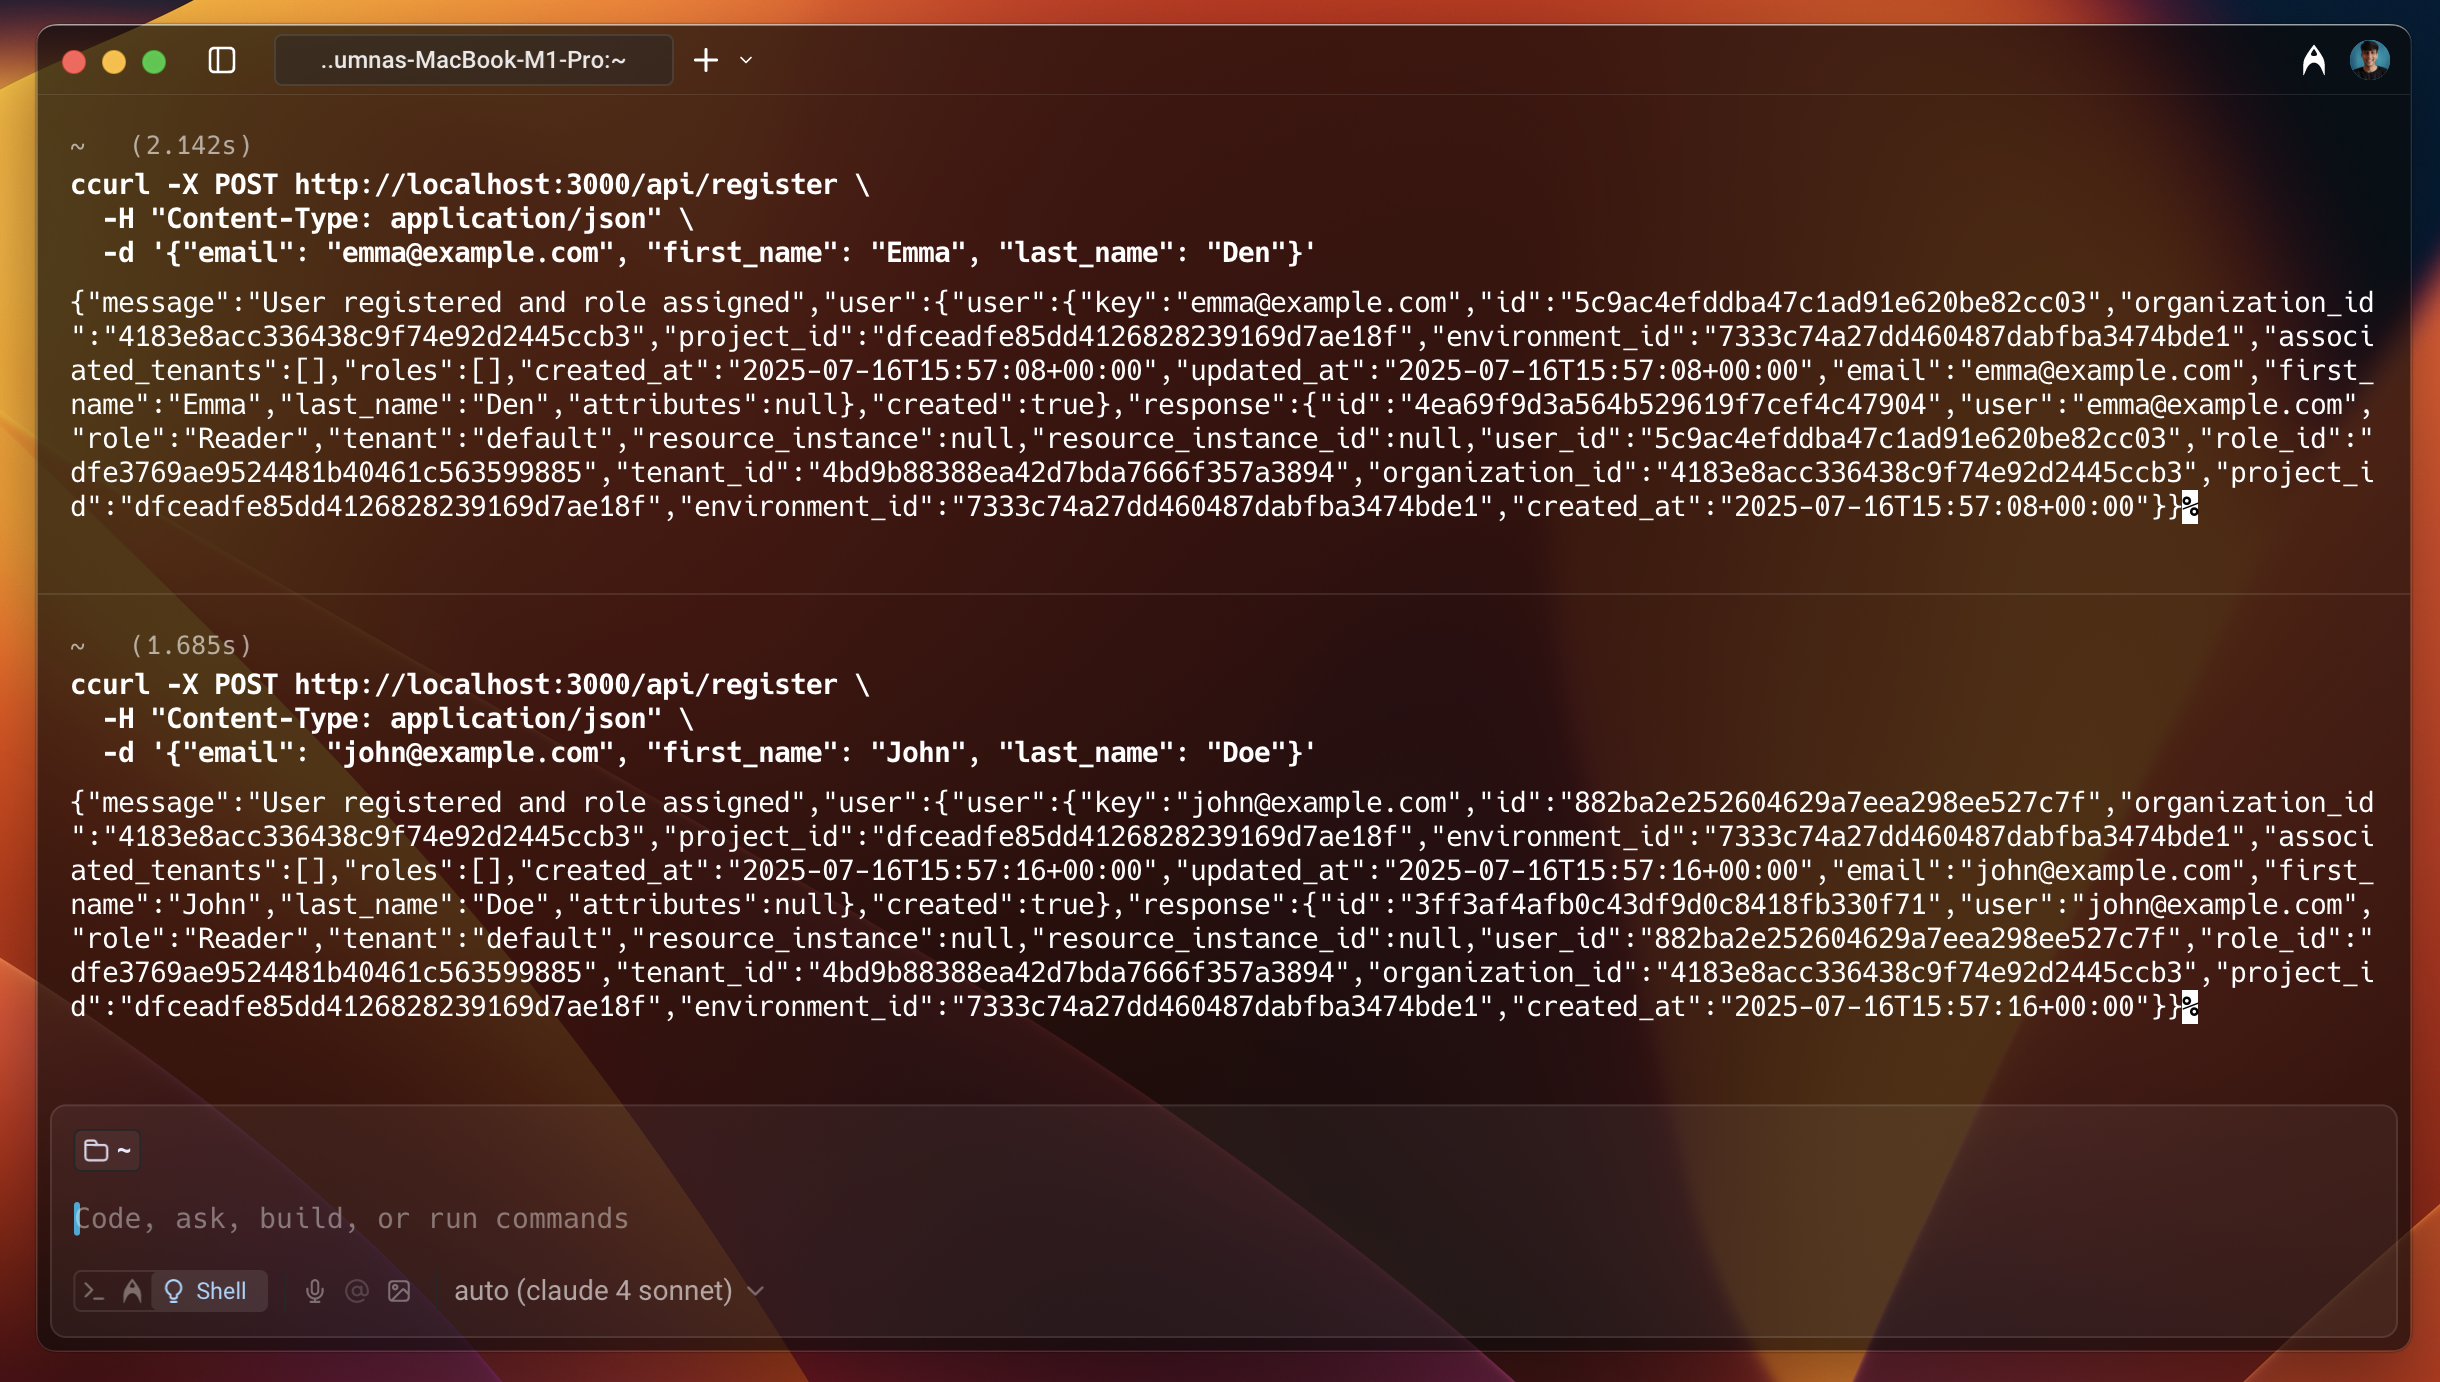 ..umnas-MacBook-M1-Pro:~
~ (2.142s)
ccurl -X POST http://localhost:3000/api/register \
-H "Content-Type: application/json" \
-d '{"email": "emma@example.com", "first_name": "Emma", "last_name": "Den"}'
{"message":"User registered and role assigned","user":{"user":{"key":"emma@example.com","id":"5c9ac4efddba47c1ad91e620be82cc03","organization_id
":"4183e8acc336438c9f74e92d2445ccb3","project_id":"dfceadfe85dd4126828239169d7ae18f","environment_id":"7333c74a27dd460487dabfba3474bde1","associ
ated_tenants":[],"roles":[],"created_at":"2025-07-16T15:57:08+00:00","updated_at":"2025-07-16T15:57:08+00:00","email":"emma@example.com","first_
name":"Emma","last_name":"Den","attributes":null},"created":true},"response":{"id":"4ea69f9d3a564b529619f7cef4c47904","user":"emma@example.com",
"role":"Reader","tenant":"default","resource_instance":null,"resource_instance_id":null,"user_id":"5c9ac4efddba47c1ad91e620be82cc03","role_id":"
dfe3769ae9524481b40461c563599885","tenant_id":"4bd9b88388ea42d7bda7666f357a3894","organization_id":"4183e8acc336438c9f74e92d2445ccb3","project_i
d":"dfceadfe85dd4126828239169d7ae18f","environment_id":"7333c74a27dd460487dabfba3474bde1","created_at":"2025-07-16T15:57:08+00:00"}}%
~ (1.685s)
ccurl -X POST http://localhost:3000/api/register \
-H "Content-Type: application/json" \
-d '{"email": "john@example.com", "first_name": "John", "last_name": "Doe"}'
{"message":"User registered and role assigned","user":{"user":{"key":"john@example.com","id":"882ba2e252604629a7eea298ee527c7f","organization_id
":"4183e8acc336438c9f74e92d2445ccb3","project_id":"dfceadfe85dd4126828239169d7ae18f","environment_id":"7333c74a27dd460487dabfba3474bde1","associ
ated_tenants":[],"roles":[],"created_at":"2025-07-16T15:57:16+00:00","updated_at":"2025-07-16T15:57:16+00:00","email":"john@example.com","first_
name":"John","last_name":"Doe","attributes":null},"created":true},"response":{"id":"3ff3af4afb0c43df9d0c8418fb330f71","user":"john@example.com",
"role":"Reader","tenant":"default","resource_instance":null,"resource_instance_id":null,"user_id":"882ba2e252604629a7eea298ee527c7f","role_id":"
dfe3769ae9524481b40461c563599885","tenant_id":"4bd9b88388ea42d7bda7666f357a3894","organization_id":"4183e8acc336438c9f74e92d2445ccb3","project_i
d":"dfceadfe85dd4126828239169d7ae18f","environment_id":"7333c74a27dd460487dabfba3474bde1","created_at":"2025-07-16T15:57:16+00:00"}}%
~
Code, ask, build, or run commands
Shell auto (claude 4 sonnet)